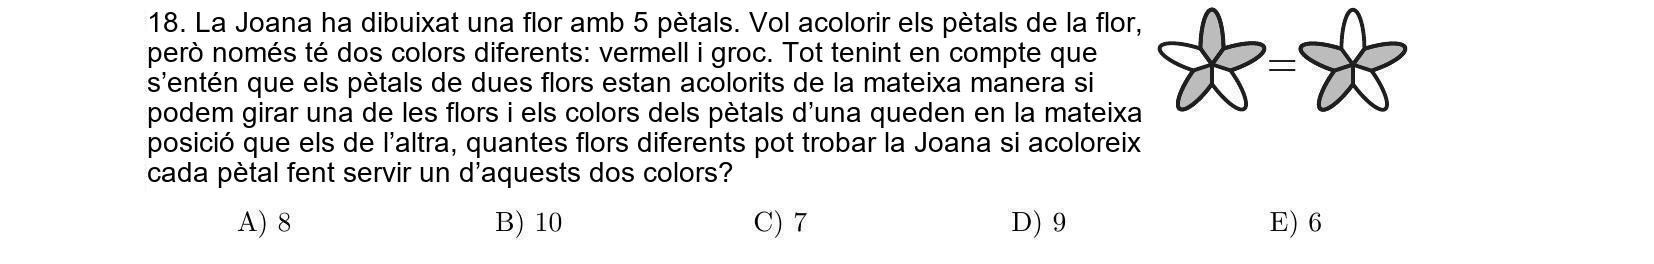 18. La Joana ha dibuixat una flor amb 5 pètals. Vol acolorir els pètals de la flor,
però només té dos colors diferents: vermell i groc. Tot tenint en compte que
s’entén que els pètals de dues flors estan acolorits de la mateixa manera si
podem girar una de les flors i els colors dels pètals d’una queden en la mateixa
posició que els de l’altra, quantes flors diferents pot trobar la Joana si acoloreix
cada pètal fent servir un d’aquests dos colors?
=
A) 8 B) 10 C) 7 D) 9 E) 6